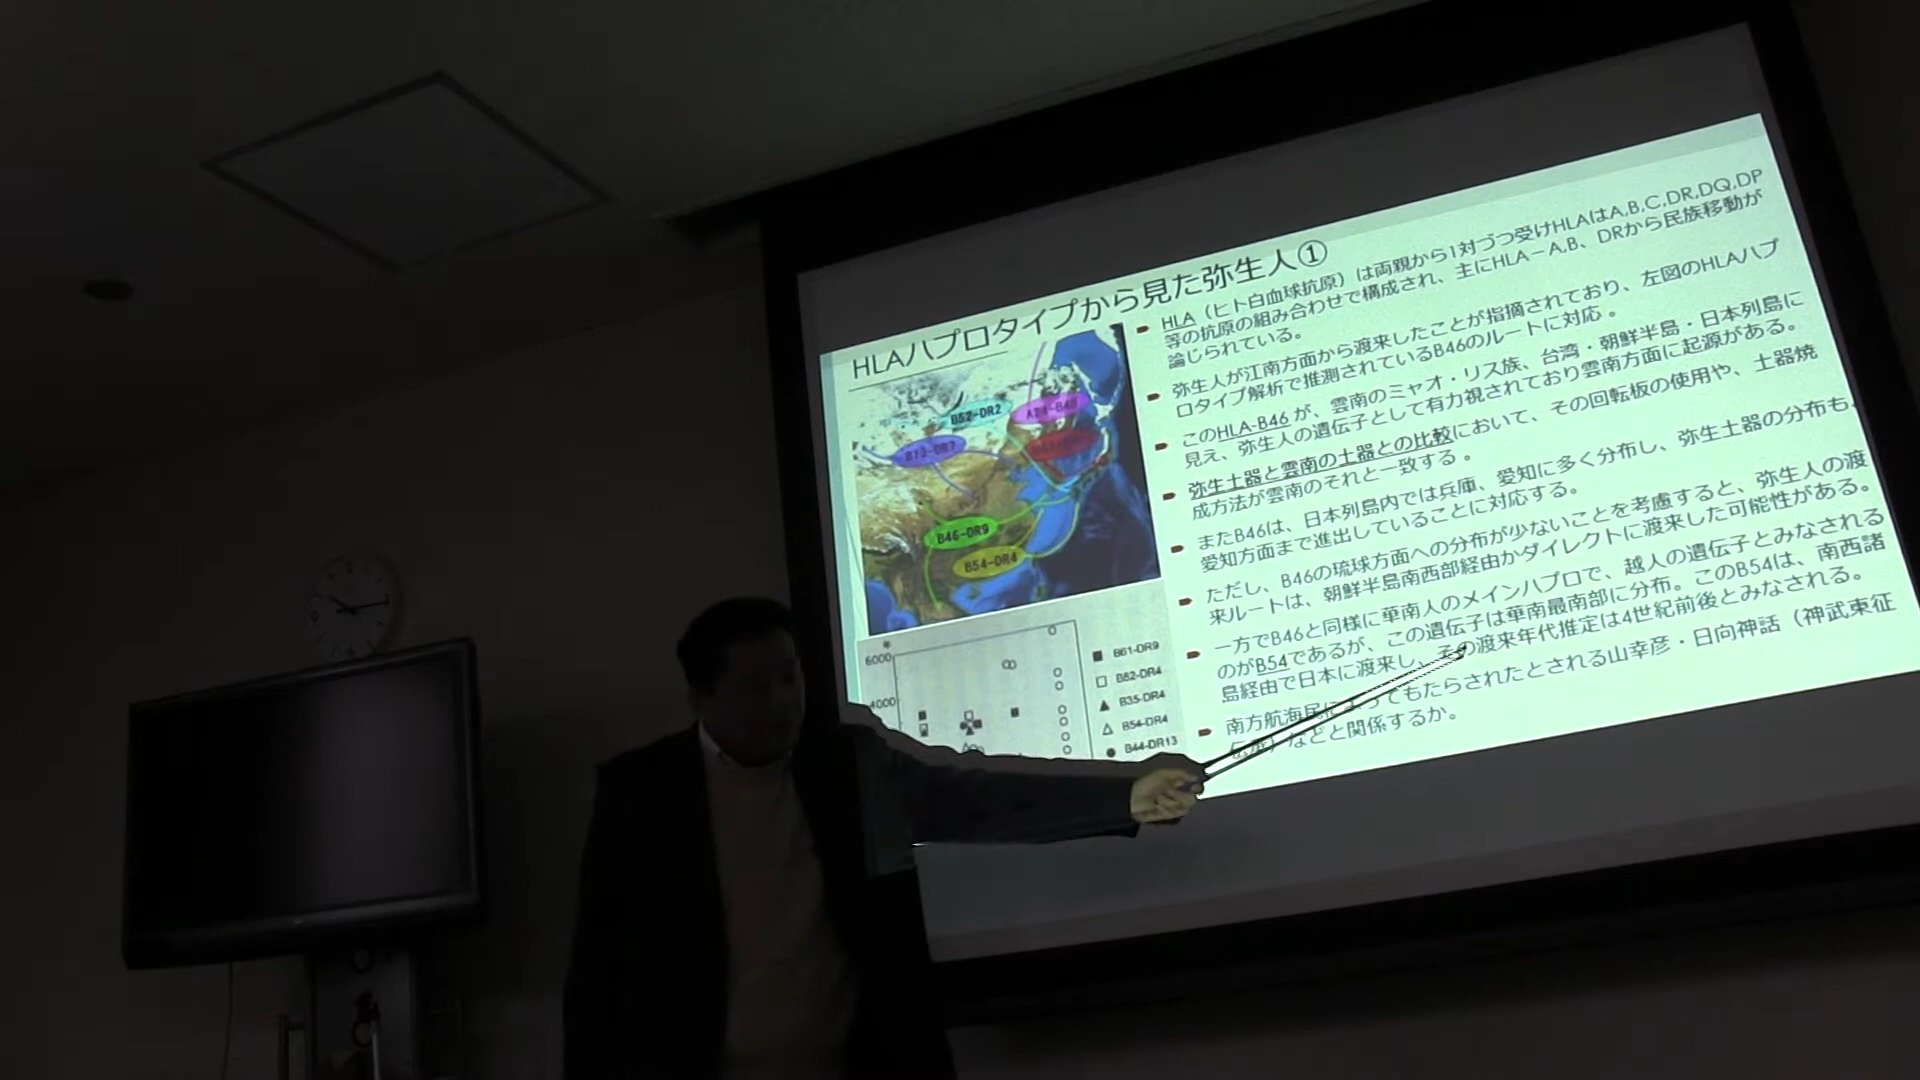 HLAハプロタイプから見た弥生人①
HLA（ヒト白血球抗原）は両親から1対づつ受けHLAはA,B,C,DR,DQ,DP
等の抗原の組み合わせで構成され、主にHLA－A,B、DRから民族移動が
論じられている。
弥生人が江南方面から渡来したことが指摘されており、左図のHLAハプ
ロタイプ解析で推測されているB46のルートに対応 。
このHLA-B46 が、雲南のミャオ・リス族、台湾・朝鮮半島・日本列島に
見え、弥生人の遺伝子として有力視されており雲南方面に起源がある。
弥生土器と雲南の土器との比較において、その回転板の使用や、土器焼
成方法が雲南のそれと一致する 。
またB46は、日本列島内では兵庫、愛知に多く分布し、弥生土器の分布も、
愛知方面まで進出していることに対応する。
ただし、B46の琉球方面への分布が少ないことを考慮すると、弥生人の渡
来ルートは、朝鮮半島南西部経由かダイレクトに渡来した可能性がある。
一方でB46と同様に華南人のメインハプロで、越人の遺伝子とみなされる
のがB54であるが、この遺伝子は華南最南部に分布。このB54は、南西諸
島経由で日本に渡来し、その渡来年代推定は4世紀前後とみなされる。
南方航海民によってもたらされたとされる山幸彦・日向神話（神武東征
）などと関係するか。
B52-DR2
A24-B48
B13-DR7
B46-DR9
B54-DR4
年
6000
4000
B61-DR9
B62-DR4
B35-DR4
B54-DR4
B44-DR13